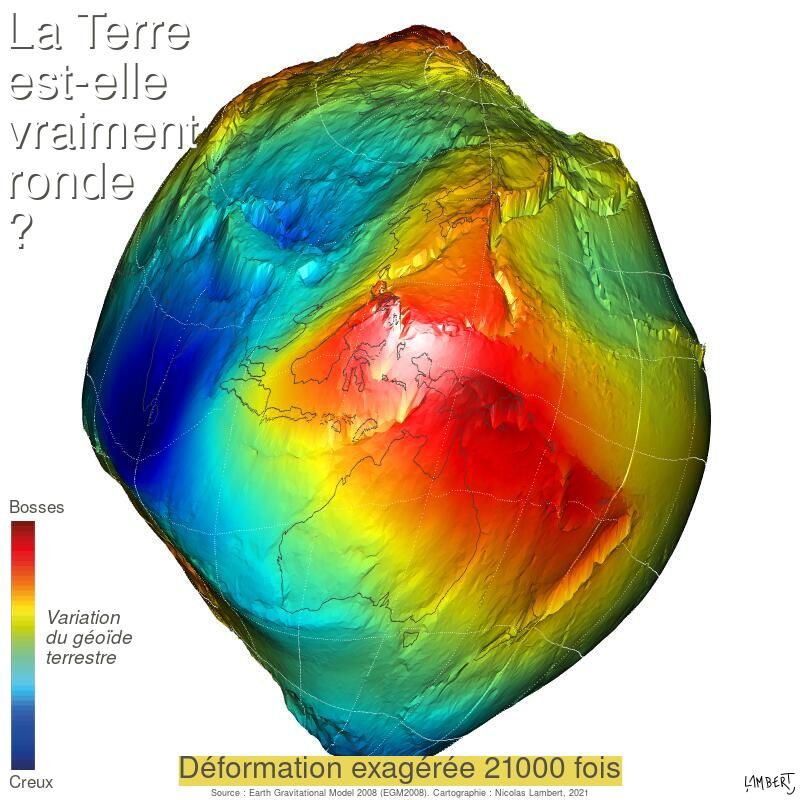 La Terre
est-elle
vraiment
ronde
?
Bosses
Variation
du géoïde
terrestre
Creux
Déformation exagérée 21000 fois
Source : Earth Gravitational Model 2008 (EGM2008). Cartographie : Nicolas Lambert, 2021
LAMBERT